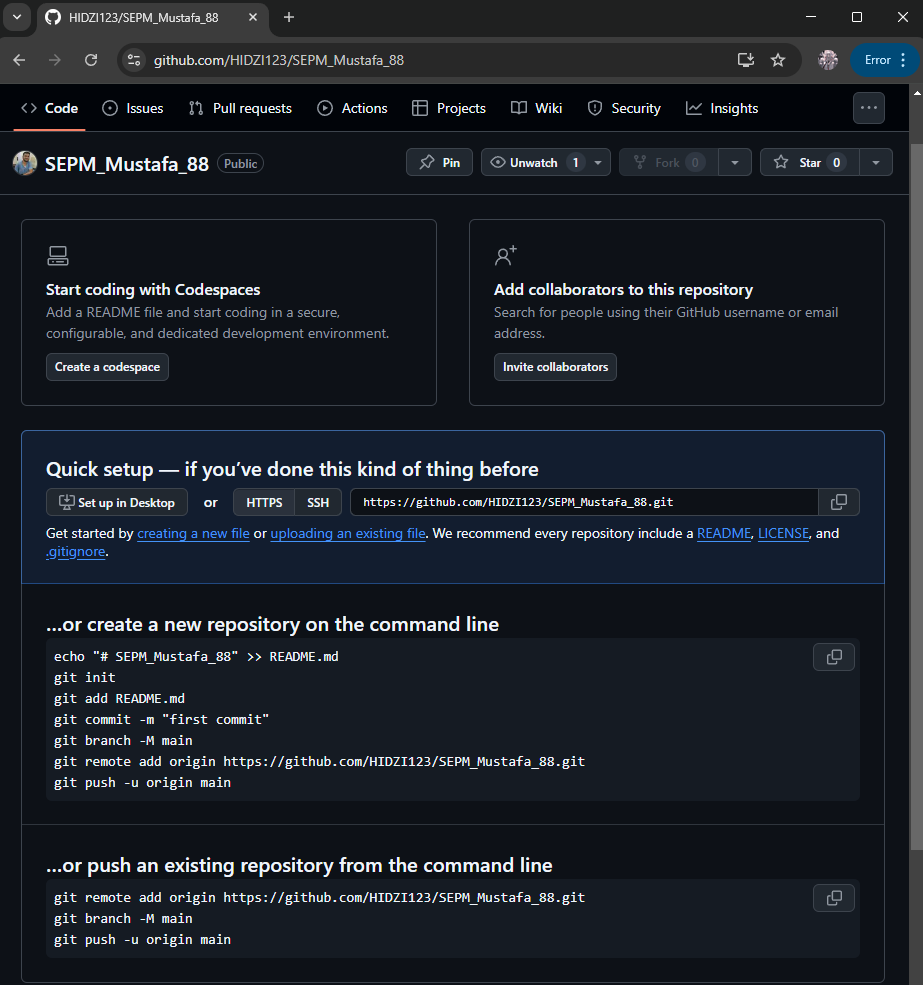 HIDZI123/SEPM_Mustafa_88
github.com/HIDZI123/SEPM_Mustafa_88
Error
Code
Issues
Pull requests
Actions
Projects
Wiki
Security
Insights
SEPM_Mustafa_88 Public
Pin
Unwatch 1
Fork 0
Star 0
Start coding with Codespaces
Add a README file and start coding in a secure,
configurable, and dedicated development environment.
Create a codespace
Add collaborators to this repository
Search for people using their GitHub username or email
address.
Invite collaborators
Quick setup — if you’ve done this kind of thing before
Set up in Desktop or HTTPS SSH https://github.com/HIDZI123/SEPM_Mustafa_88.git
Get started by creating a new file or uploading an existing file. We recommend every repository include a README, LICENSE, and
.gitignore.
…or create a new repository on the command line
echo "# SEPM_Mustafa_88" >> README.md
git init
git add README.md
git commit -m "first commit"
git branch -M main
git remote add origin https://github.com/HIDZI123/SEPM_Mustafa_88.git
git push -u origin main
…or push an existing repository from the command line
git remote add origin https://github.com/HIDZI123/SEPM_Mustafa_88.git
git branch -M main
git push -u origin main